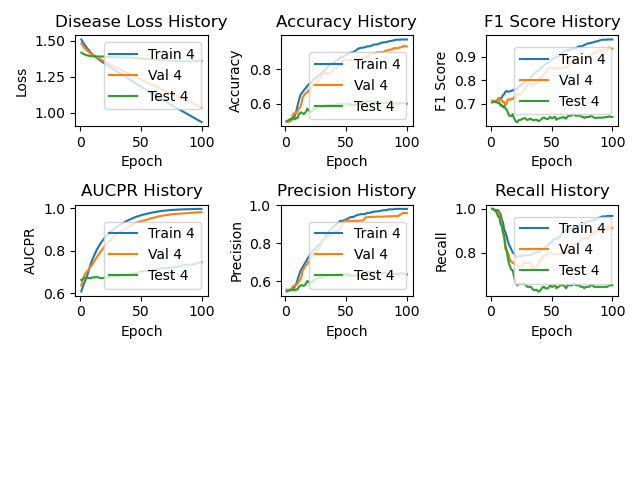 Disease Loss History
Accuracy History
F1 Score History
1.50
1.25
1.00
Loss
Train 4
Val 4
Test 4
0 50 100
Epoch
0.8
0.6
Accuracy
Train 4
Val 4
Test 4
0 50 100
Epoch
0.9
0.8
0.7
F1 Score
Train 4
Val 4
Test 4
0 50 100
Epoch
AUCPR History
Precision History
Recall History
1.0
0.8
0.6
AUCPR
Train 4
Val 4
Test 4
0 50 100
Epoch
1.0
0.8
0.6
Precision
Train 4
Val 4
Test 4
0 50 100
Epoch
1.0
0.8
Recall
Train 4
Val 4
Test 4
0 50 100
Epoch